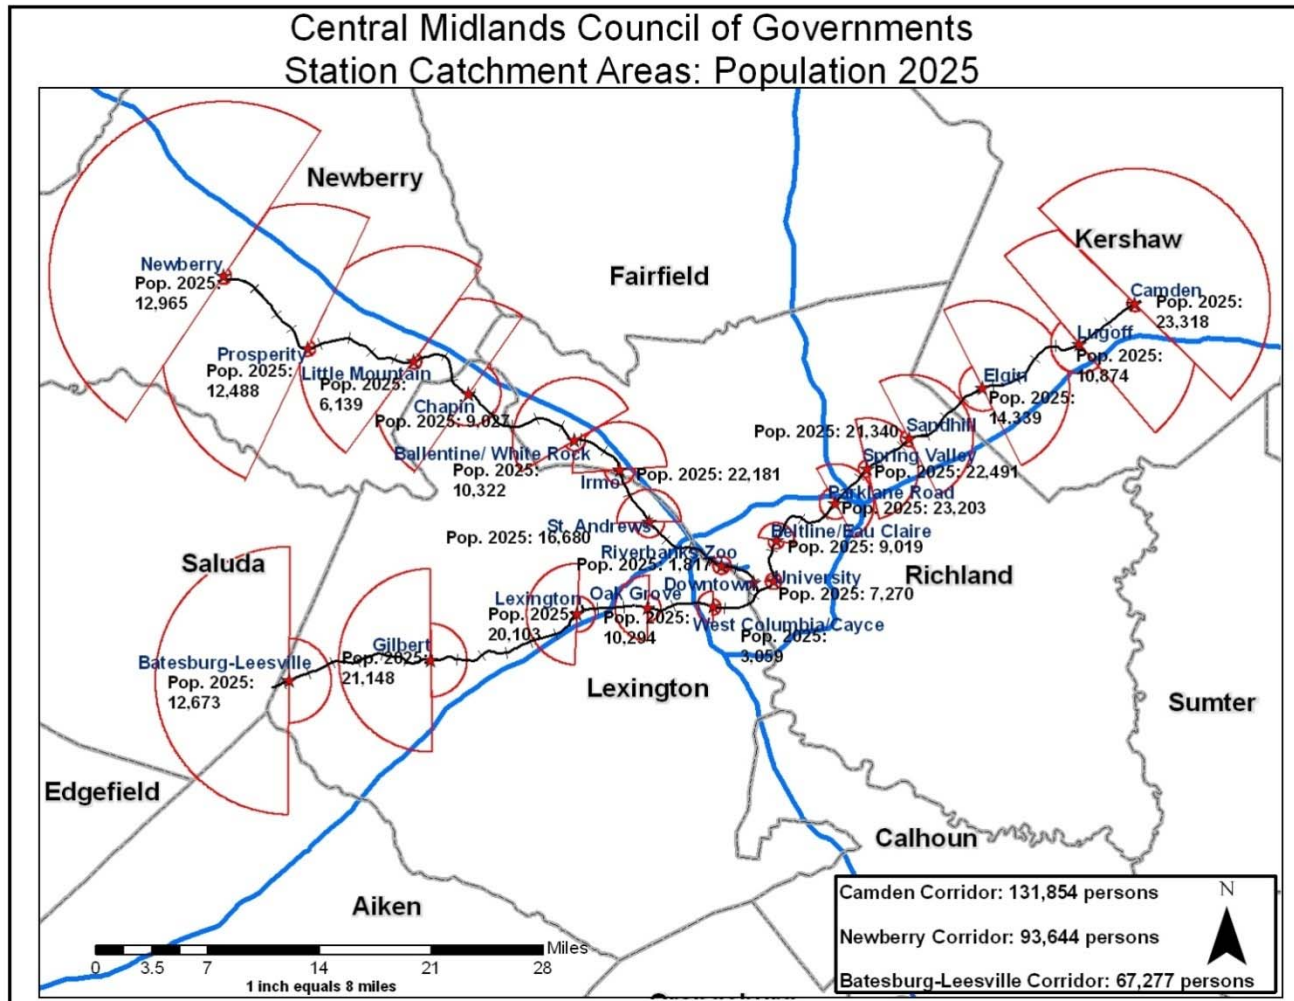 Central Midlands Council of Governments
Station Catchment Areas: Population 2025
Newberry
Fairfield
Kershaw
Newberry
Pop. 2025:
12,965
Camden
Pop. 2025:
23,318
Prosperity
Pop. 2025:
12,488
Little Mountain
Pop. 2025:
6,139
Lugoff
Pop. 2025:
10,874
Elgin
Pop. 2025:
14,339
Chapin
Pop. 2025: 9,027
Sandhill
Pop. 2025: 21,340
Ballentine/ White Rock
Pop. 2025:
10,322
Spring Valley
Pop. 2025: 22,491
Irmo
Pop. 2025: 22,181
Parklane Road
Pop. 2025: 23,203
St. Andrews
Pop. 2025: 16,680
Beltline/Eau Claire
Pop. 2025: 9,019
Riverbanks Zoo
Pop. 2025: 1,817
Saluda
Downtown
University
Pop. 2025: 7,270
Richland
Lexington
Pop. 2025:
20,103
Oak Grove
Pop. 2025:
10,294
West Columbia/Cayce
Pop. 2025:
3,059
Gilbert
Pop. 2025:
21,148
Batesburg-Leesville
Pop. 2025:
12,673
Lexington
Sumter
Edgefield
Calhoun
Aiken
Camden Corridor: 131,854 persons
Newberry Corridor: 93,644 persons
Batesburg-Leesville Corridor: 67,277 persons
N
Miles
0 3.5 7 14 21 28
1 inch equals 8 miles